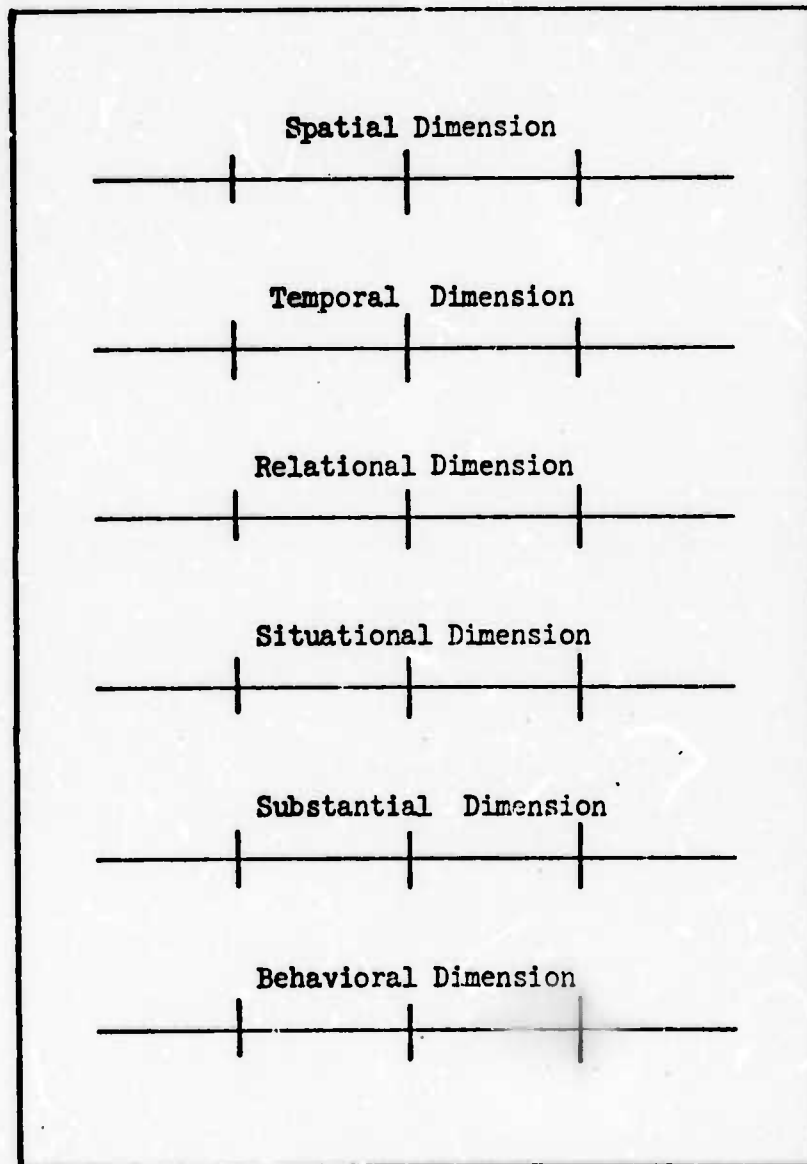 Spatial Dimension
Temporal Dimension
Relational Dimension
Situational Dimension
Substantial Dimension
Behavioral Dimension